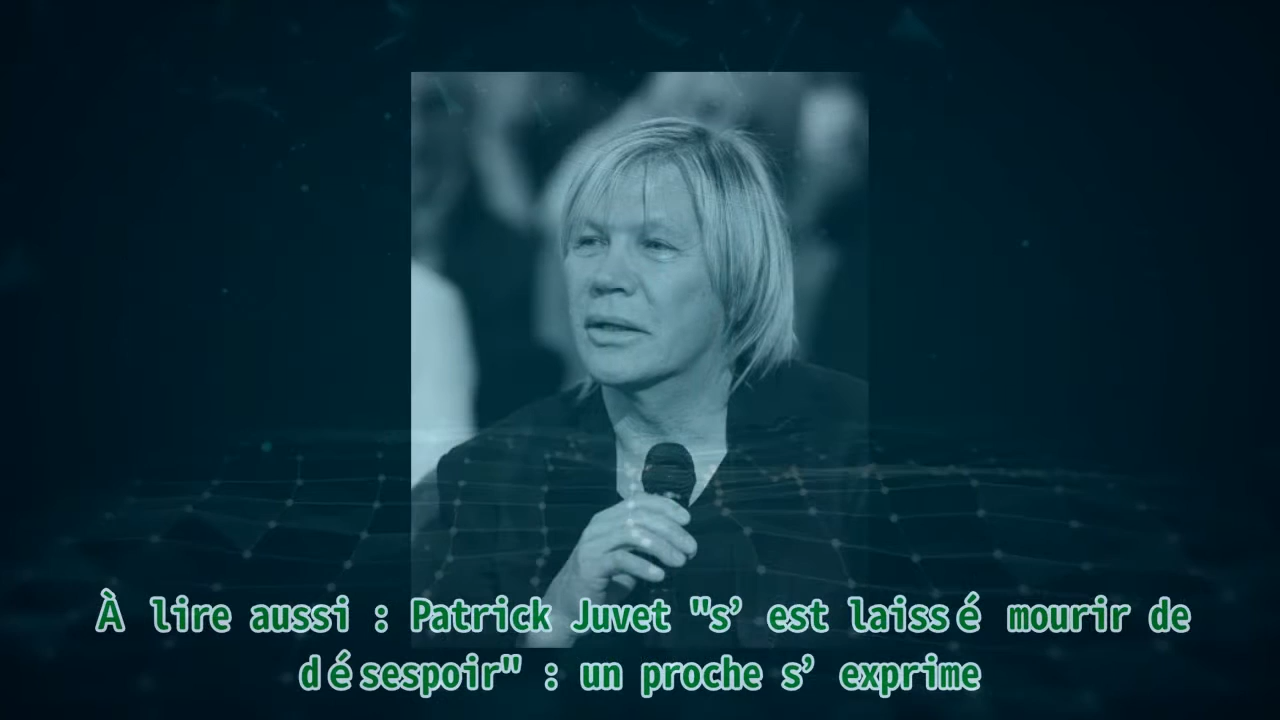 À lire aussi : Patrick Juvet "s’ est laissé mourir de
désespoir" : un proche s’ exprime